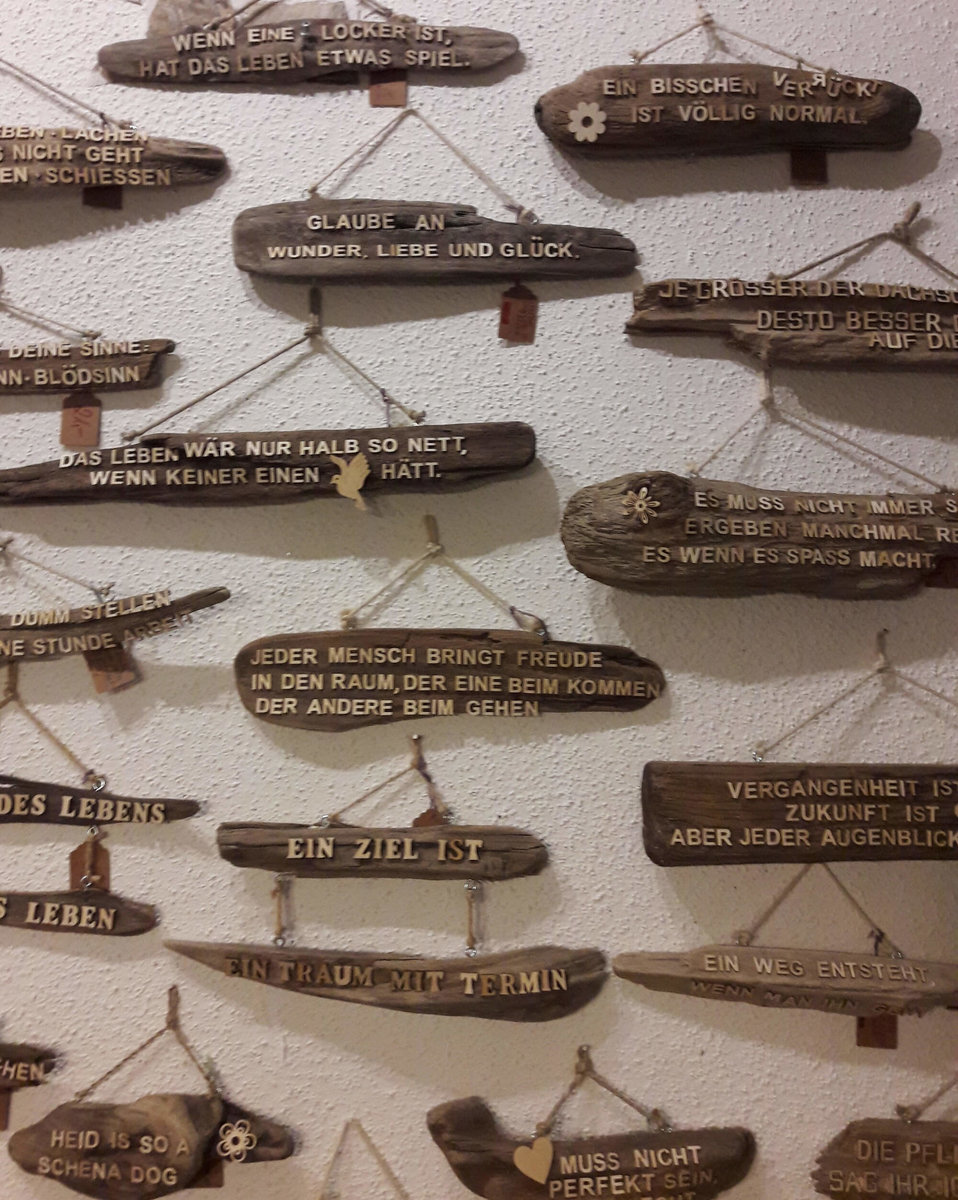 WENN EINE LOCKER IST,
HAT DAS LEBEN ETWAS SPIEL.
EIN BISSCHEN VERRÜCKT
IST VÖLLIG NORMAL.
LACHEN
NICHT GEHT
SCHIESSEN
GLAUBE AN
WUNDER, LIEBE UND GLÜCK.
JE GRÖSSER DER
DESTO BESSER
AUF
DEINE SINNE
BLÖDSINN
DAS LEBEN WÄR NUR HALB SO NETT,
WENN KEINER EINEN HÄTT.
ES MUSS NICHT IMMER
ERGEBEN MANCHMAL
ES WENN ES SPASS MACHT
DUMM STELLEN
STUNDE ARBEIT
JEDER MENSCH BRINGT FREUDE
IN DEN RAUM, DER EINE BEIM KOMMEN
DER ANDERE BEIM GEHEN
DES LEBENS
LEBEN
VERGANGENHEIT IST
ZUKUNFT IST
ABER JEDER AUGENBLICK
EIN ZIEL IST
EIN TRAUM MIT TERMIN
EIN WEG ENTSTEHT,
WENN MAN IHN
HEID IS SO A
SCHENA DOG
MUSS NICHT
PERFEKT SEIN,
DIE
SAG IHR